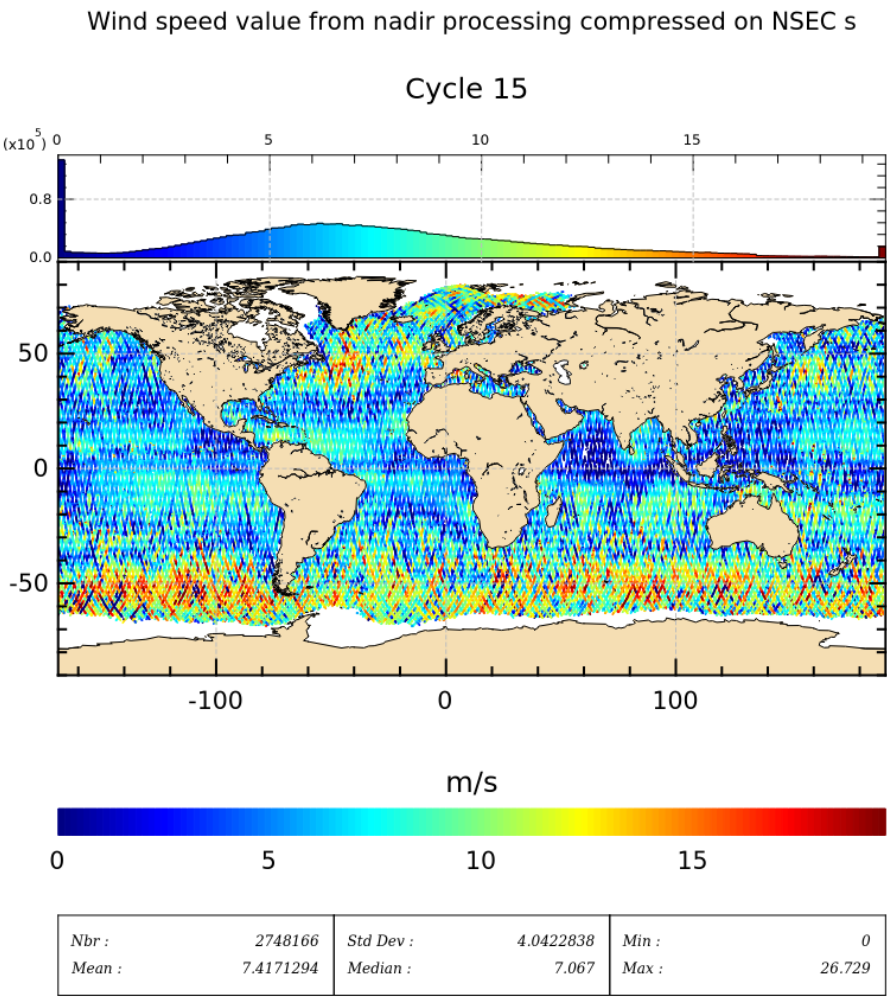 Wind speed value from nadir processing compressed on NSEC s
Cycle 15
(x10^5) 0 5 10 15
0.8
0.0
50
0
-50
-100 0 100
m/s
0 5 10 15
Nbr : 2748166 Std Dev : 4.0422838 Min : 0
Mean : 7.4171294 Median : 7.067 Max : 26.729